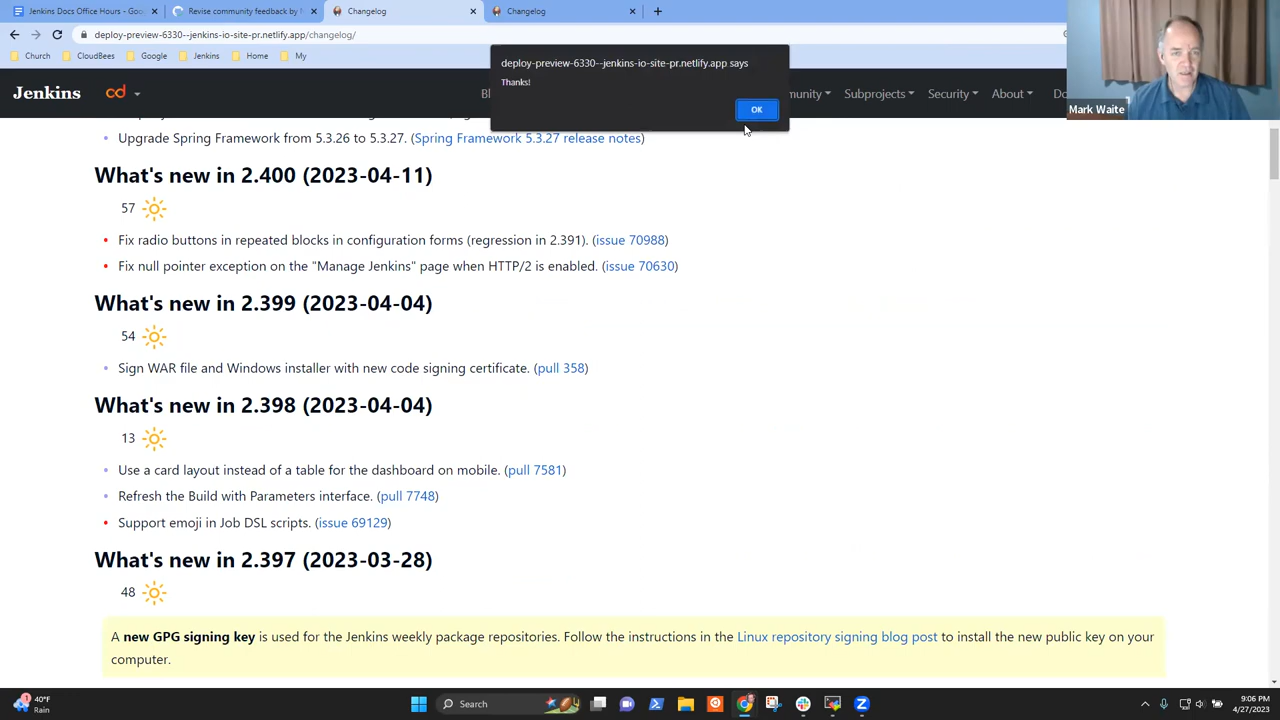 Jenkins Docs Office Hours - 
Revise community feedback by
Changelog
Changelog
deploy-preview-6330--jenkins-io-site-pr.netlify.app/changelog/
Church
CloudBees
Google
Jenkins
Home
My
deploy-preview-6330--jenkins-io-site-pr.netlify.app says
Thanks!
OK
Mark Waite
Jenkins
cd
Subprojects
Security
About
Upgrade Spring Framework from 5.3.26 to 5.3.27. (Spring Framework 5.3.27 release notes)
What's new in 2.400 (2023-04-11)
57
Fix radio buttons in repeated blocks in configuration forms (regression in 2.391). (issue 70988)
Fix null pointer exception on the "Manage Jenkins" page when HTTP/2 is enabled. (issue 70630)
What's new in 2.399 (2023-04-04)
54
Sign WAR file and Windows installer with new code signing certificate. (pull 358)
What's new in 2.398 (2023-04-04)
13
Use a card layout instead of a table for the dashboard on mobile. (pull 7581)
Refresh the Build with Parameters interface. (pull 7748)
Support emoji in Job DSL scripts. (issue 69129)
What's new in 2.397 (2023-03-28)
48
A new GPG signing key is used for the Jenkins weekly package repositories. Follow the instructions in the Linux repository signing blog post to install the new public key on your
computer.
40°F
Rain
Search
9:06 PM
4/27/2023